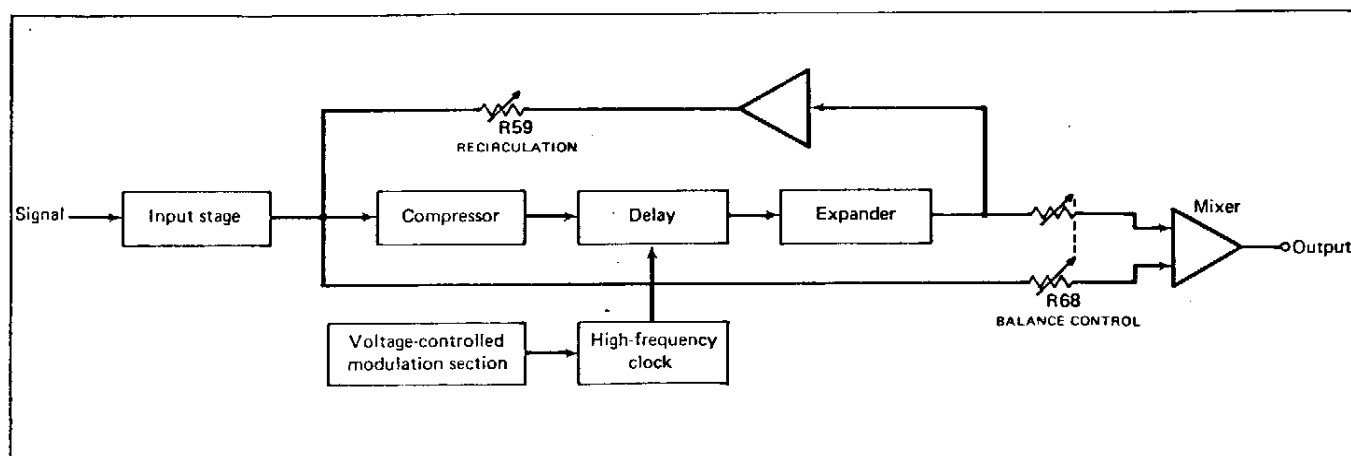 R59
RECIRCULATION
Signal
Input stage
Compressor
Delay
Expander
Mixer
Output
R68
BALANCE CONTROL
Voltage-controlled
modulation section
High-frequency
clock